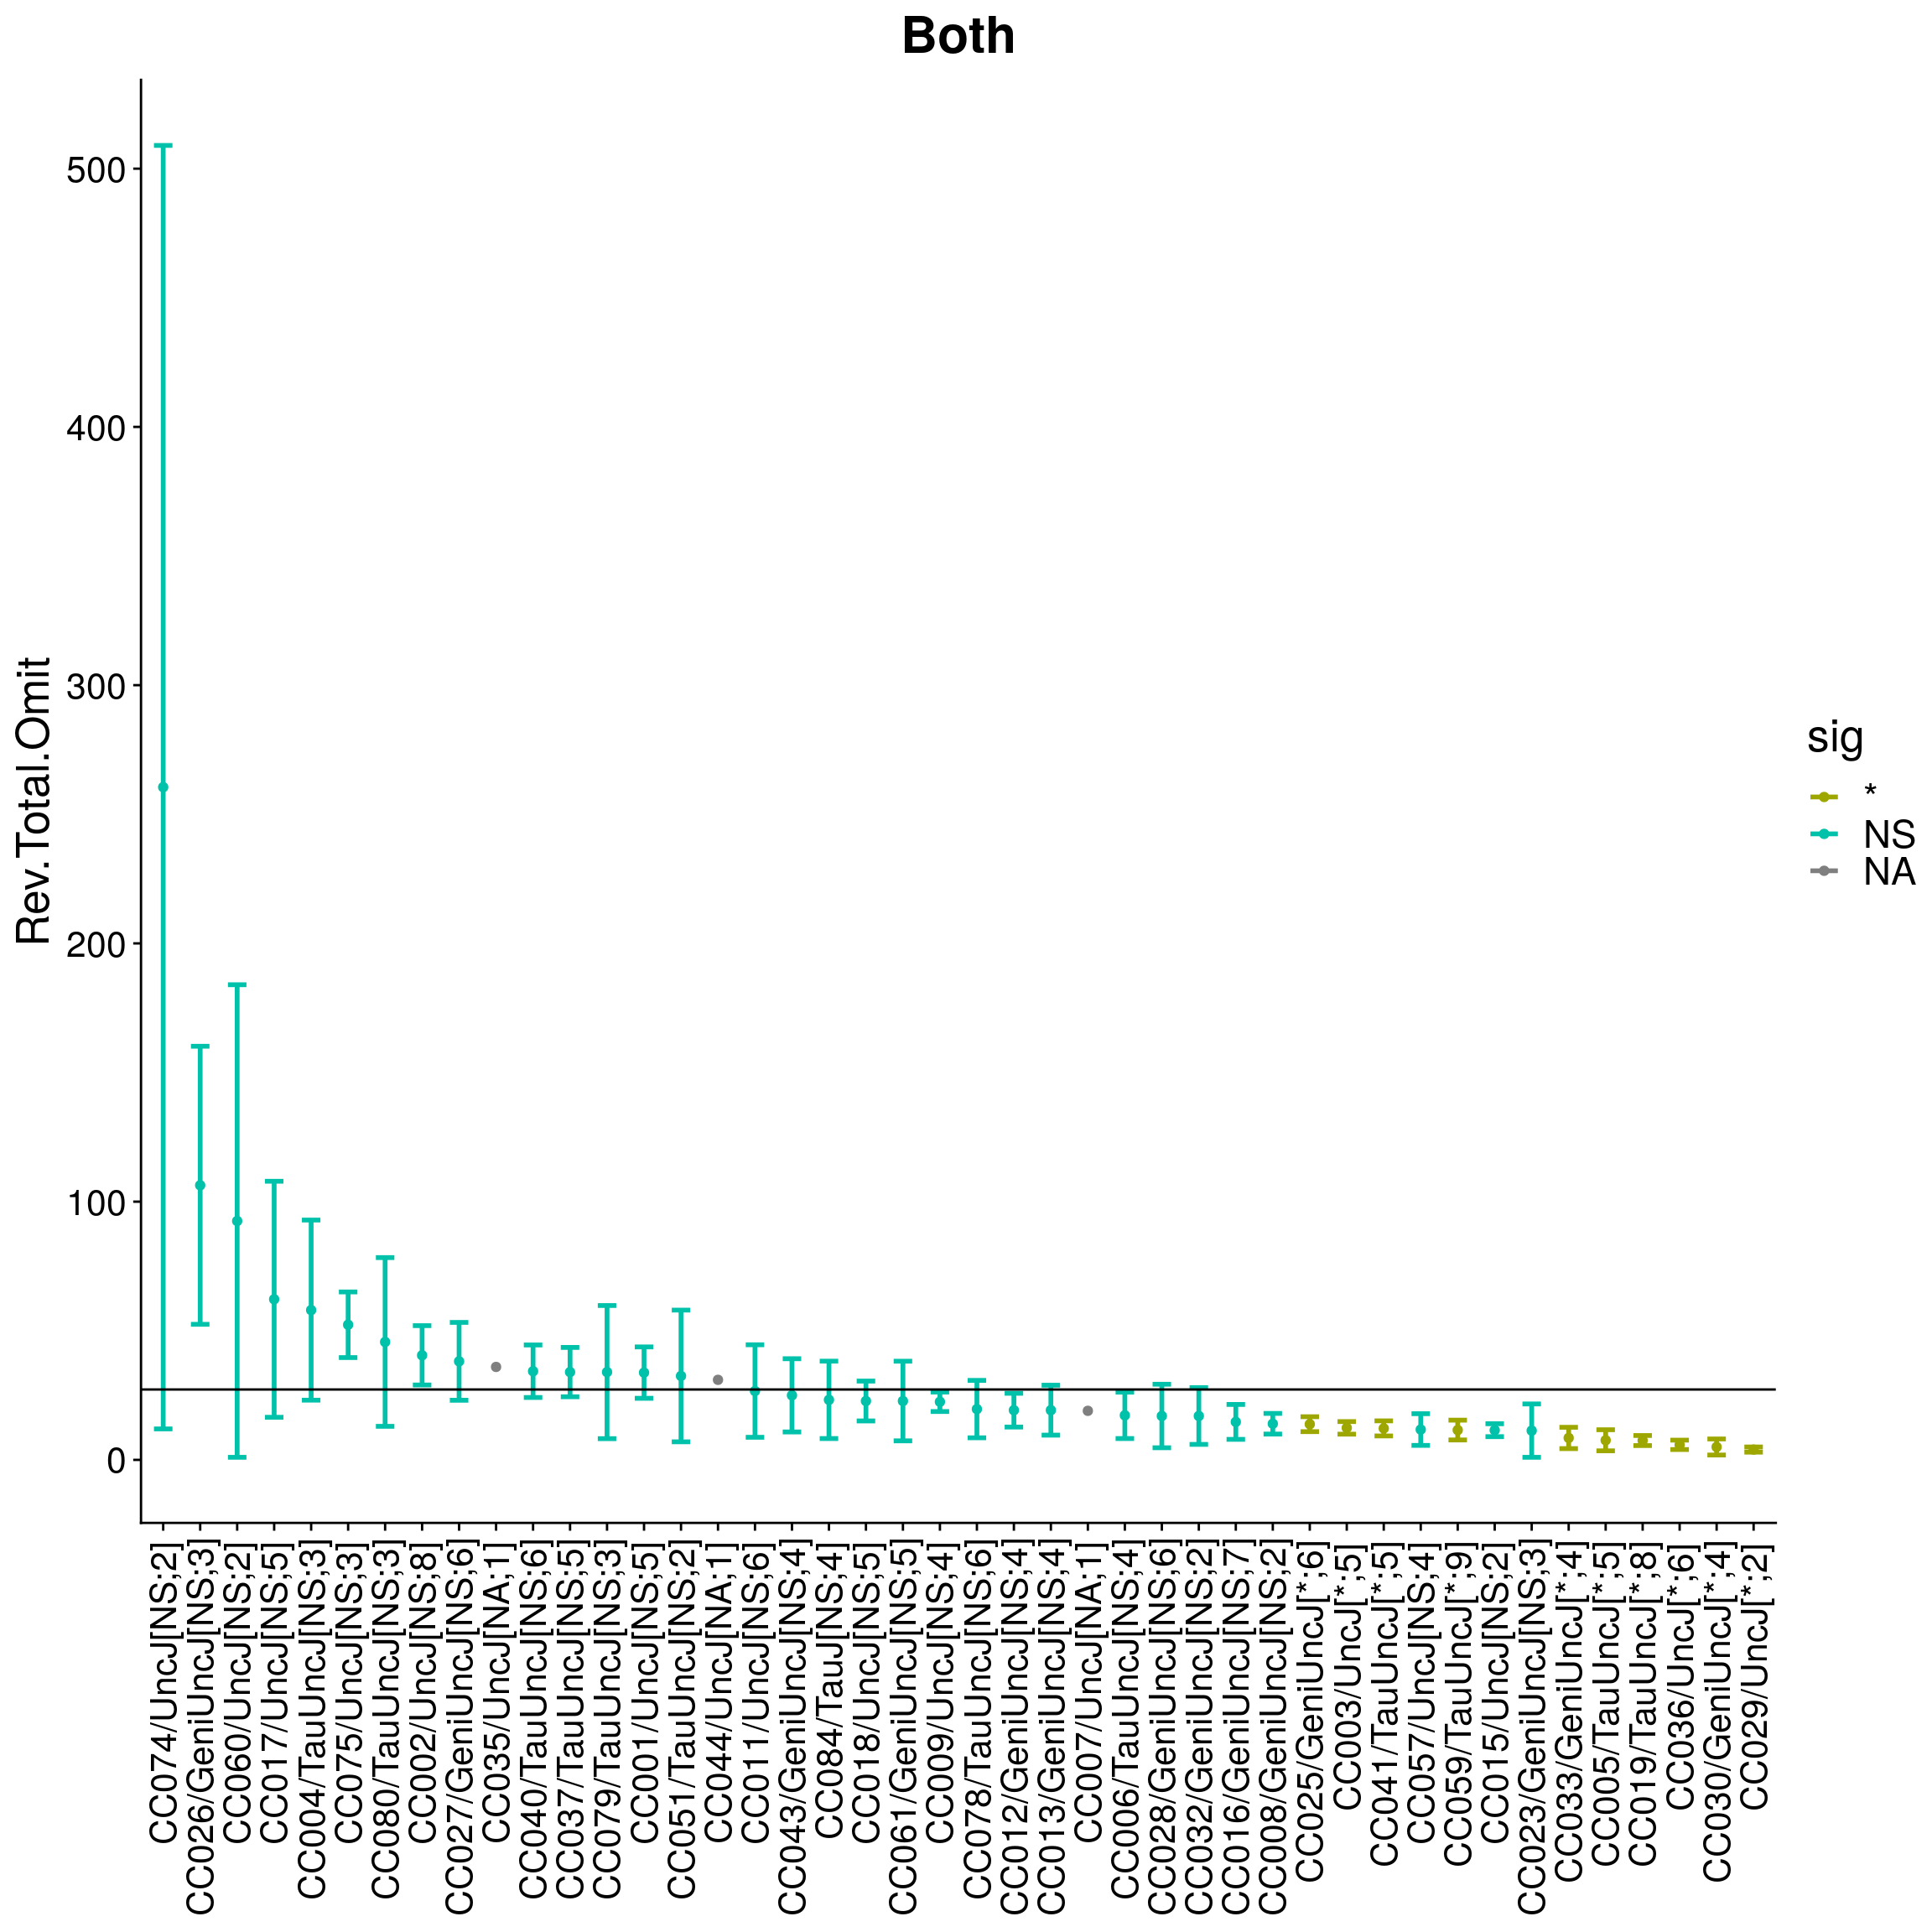 Both
Rev.Total.Omit
500
400
300
200
100
0
CC074/UncJ[NS;2]
CC026/GeniUncJ[NS;3]
CC060/UncJ[NS;2]
CC017/UncJ[NS;5]
CC004/TauUncJ[NS;3]
CC075/UncJ[NS;3]
CC080/TauUncJ[NS;3]
CC002/UncJ[NS;8]
CC027/GeniUncJ[NS;6]
CC035/UncJ[NA;1]
CC040/TauUncJ[NS;6]
CC037/TauUncJ[NS;5]
CC079/TauUncJ[NS;3]
CC001/UncJ[NS;5]
CC051/TauUncJ[NS;2]
CC044/UncJ[NA;1]
CC011/UncJ[NS;6]
CC043/GeniUncJ[NS;4]
CC084/TauJ[NS;4]
CC018/UncJ[NS;5]
CC061/GeniUncJ[NS;5]
CC009/UncJ[NS;4]
CC078/TauUncJ[NS;6]
CC012/GeniUncJ[NS;4]
CC013/GeniUncJ[NS;4]
CC007/UncJ[NA;1]
CC006/TauUncJ[NS;4]
CC028/GeniUncJ[NS;6]
CC032/GeniUncJ[NS;2]
CC016/GeniUncJ[NS;7]
CC008/GeniUncJ[NS;2]
CC025/GeniUncJ[*;6]
CC003/UncJ[*;5]
CC041/TauUncJ[*;5]
CC057/UncJ[NS;4]
CC059/TauUncJ[*;9]
CC015/UncJ[NS;2]
CC023/GeniUncJ[NS;3]
CC033/GeniUncJ[*;4]
CC005/TauUncJ[*;5]
CC019/TauUncJ[*;8]
CC036/UncJ[*;6]
CC030/GeniUncJ[*;4]
CC029/UncJ[*;2]
sig
*
NS
NA